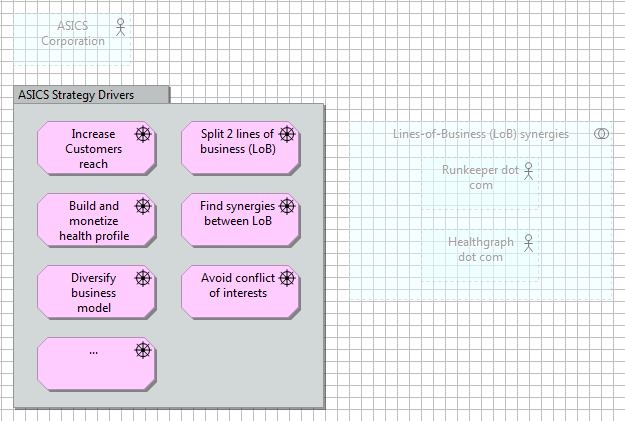 ASICS
Corporation
ASICS Strategy Drivers
Increase
Customers
reach
Split 2 lines of
business (LoB)
Build and
monetize
health profile
Find synergies
between LoB
Diversify
business
model
Avoid conflict
of interests
...
Lines-of-Business (LoB) synergies
Runkeeper dot
com
Healthgraph
dot com